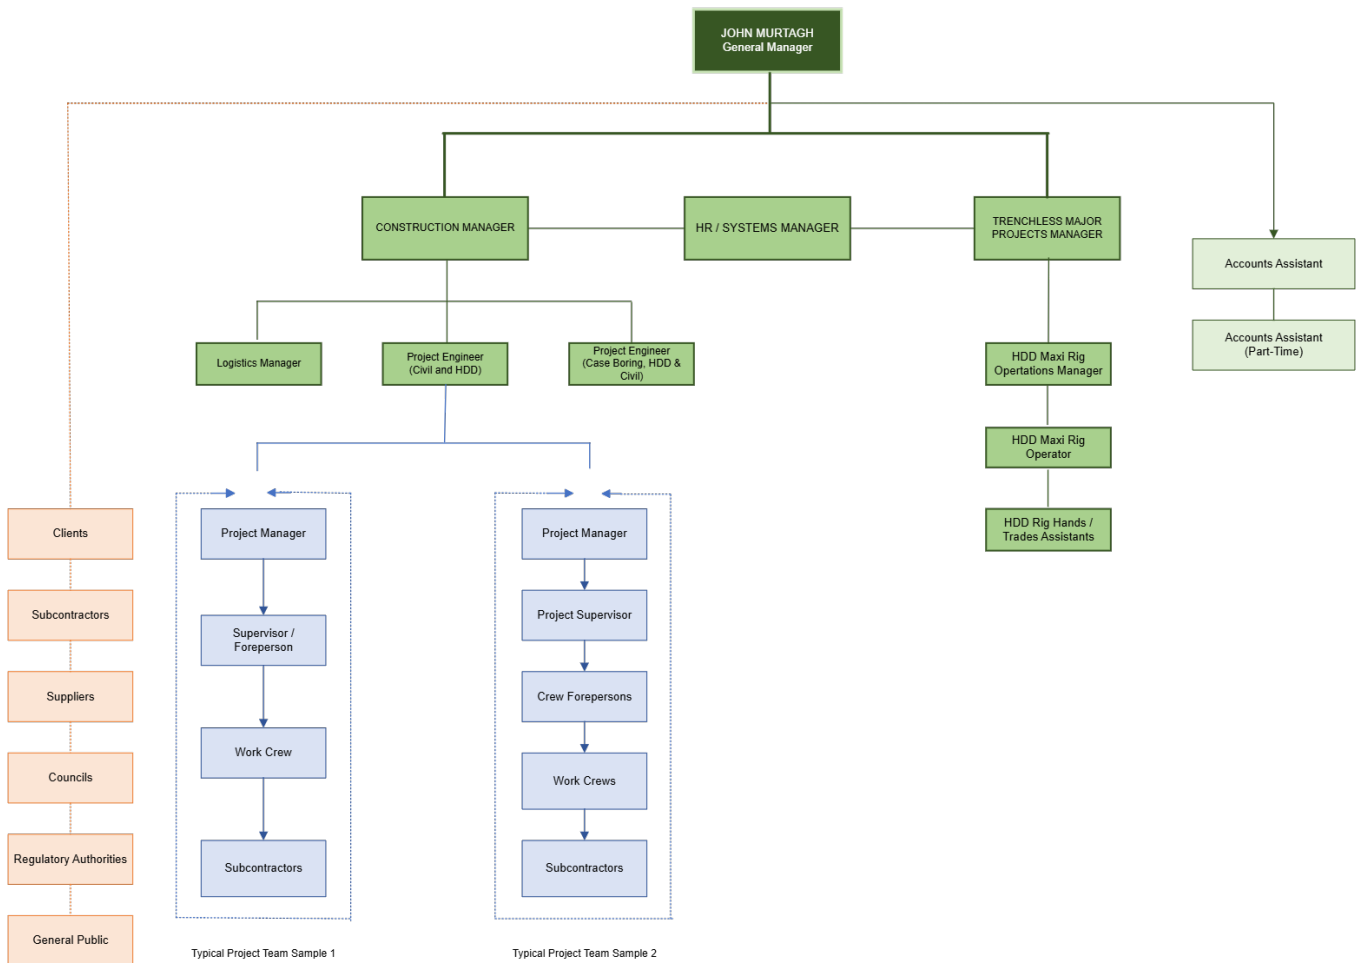 JOHN MURTAGH
General Manager
CONSTRUCTION MANAGER
HR / SYSTEMS MANAGER
TRENCHLESS MAJOR
PROJECTS MANAGER
Accounts Assistant
Accounts Assistant
(Part-Time)
Logistics Manager
Project Engineer
(Civil and HDD)
Project Engineer
(Case Boring, HDD &
Civil)
HDD Maxi Rig
Opertations Manager
HDD Maxi Rig
Operator
HDD Rig Hands /
Trades Assistants
Clients
Subcontractors
Suppliers
Councils
Regulatory Authorities
General Public
Project Manager
Supervisor /
Foreperson
Work Crew
Subcontractors
Typical Project Team Sample 1
Project Manager
Project Supervisor
Crew Forepersons
Work Crews
Subcontractors
Typical Project Team Sample 2